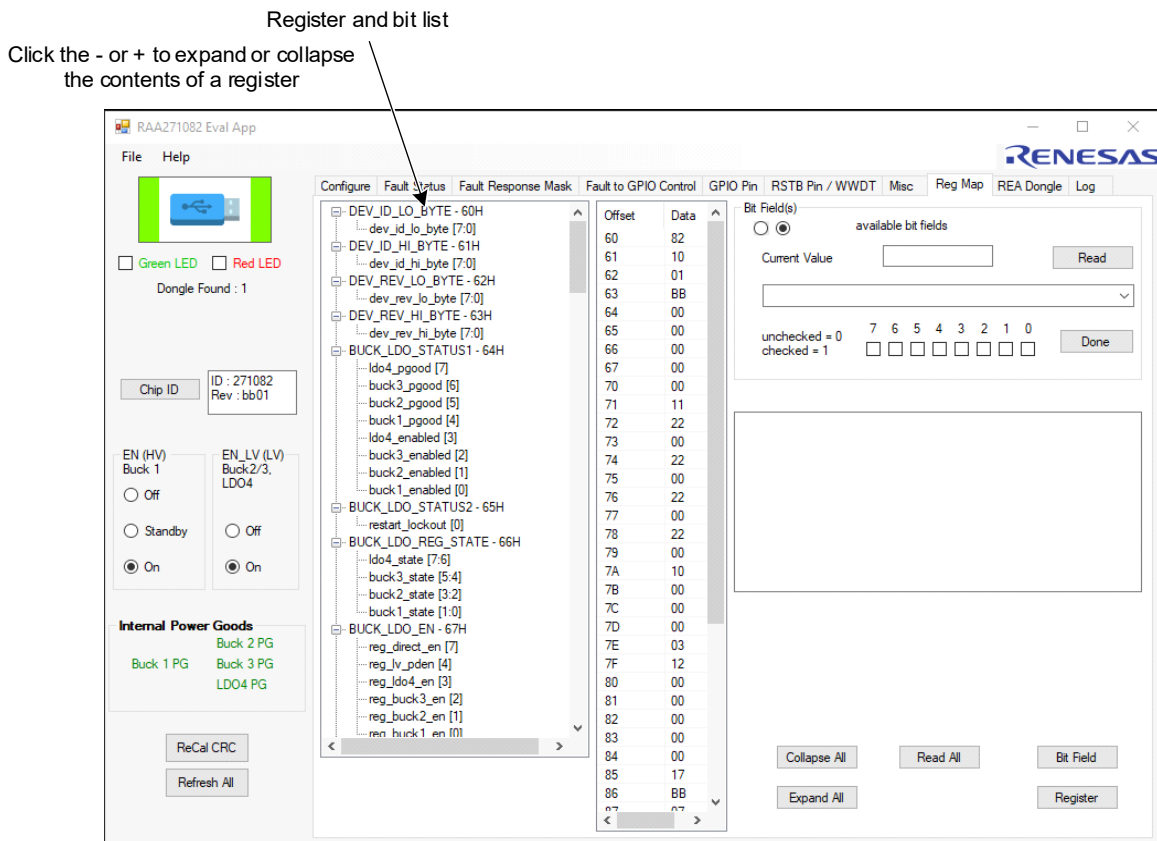 Register and bit list
Click the - or + to expand or collapse
the contents of a register
RAA271082 Eval App
File Help
RENESAS
Configure Fault Status Fault Response Mask Fault to GPIO Control GPIO Pin RSTB Pin / WWDT Misc Reg Map REA Dongle Log
Green LED Red LED
Dongle Found : 1
Chip ID
ID : 271082
Rev : bb01
EN (HV)
Buck 1
Off
Standby
On
EN_LV (LV)
Buck2/3,
LDO4
Off
On
Internal Power Goods
Buck 2 PG
Buck 1 PG Buck 3 PG
LDO4 PG
ReCal CRC
Refresh All
DEV_ID_LO_BYTE - 60H
dev_id_lo_byte [7:0]
DEV_ID_HI_BYTE - 61H
dev_id_hi_byte [7:0]
DEV_REV_LO_BYTE - 62H
dev_rev_lo_byte [7:0]
DEV_REV_HI_BYTE - 63H
dev_rev_hi_byte [7:0]
BUCK_LDO_STATUS1 - 64H
ldo4_pgood [7]
buck3_pgood [6]
buck2_pgood [5]
buck1_pgood [4]
ldo4_enabled [3]
buck3_enabled [2]
buck2_enabled [1]
buck1_enabled [0]
BUCK_LDO_STATUS2 - 65H
restart_lockout [0]
BUCK_LDO_REG_STATE - 66H
ldo4_state [7:6]
buck3_state [5:4]
buck2_state [3:2]
buck1_state [1:0]
BUCK_LDO_EN - 67H
reg_direct_en [7]
reg_lv_pden [4]
reg_ldo4_en [3]
reg_buck3_en [2]
reg_buck2_en [1]
reg_buck1_en [0]
Offset Data
60 82
61 10
62 01
63 BB
64 00
65 00
66 00
67 00
70 00
71 11
72 22
73 00
74 22
75 00
76 22
77 00
78 22
79 00
7A 10
7B 00
7C 00
7D 00
7E 03
7F 12
80 00
81 00
82 00
83 00
84 00
85 17
86 BB
87 07
Bit Field(s)
available bit fields
Current Value Read
7 6 5 4 3 2 1 0
unchecked = 0
checked = 1
Done
Collapse All Read All Bit Field
Expand All Register